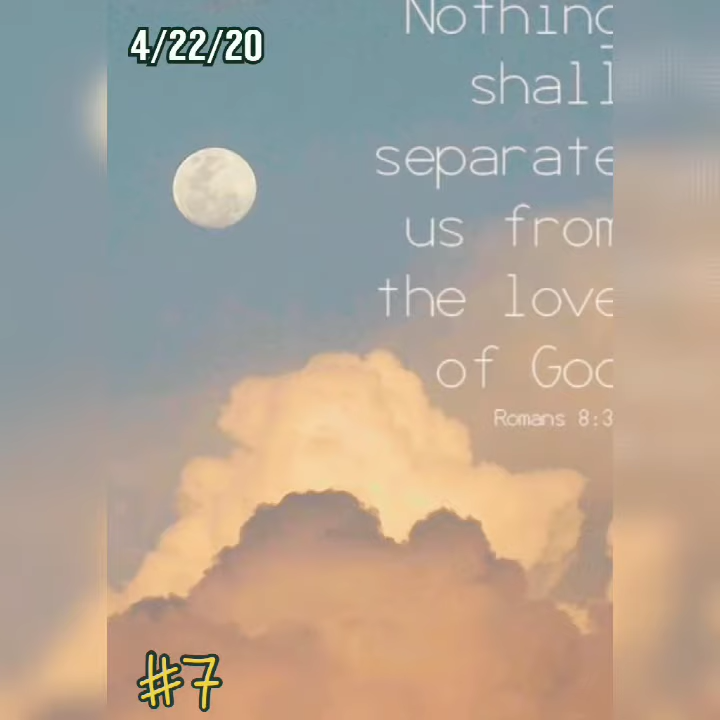 4/22/20
Nothing
shall
separate
us from
the love
of God
Romans 8:3
#7